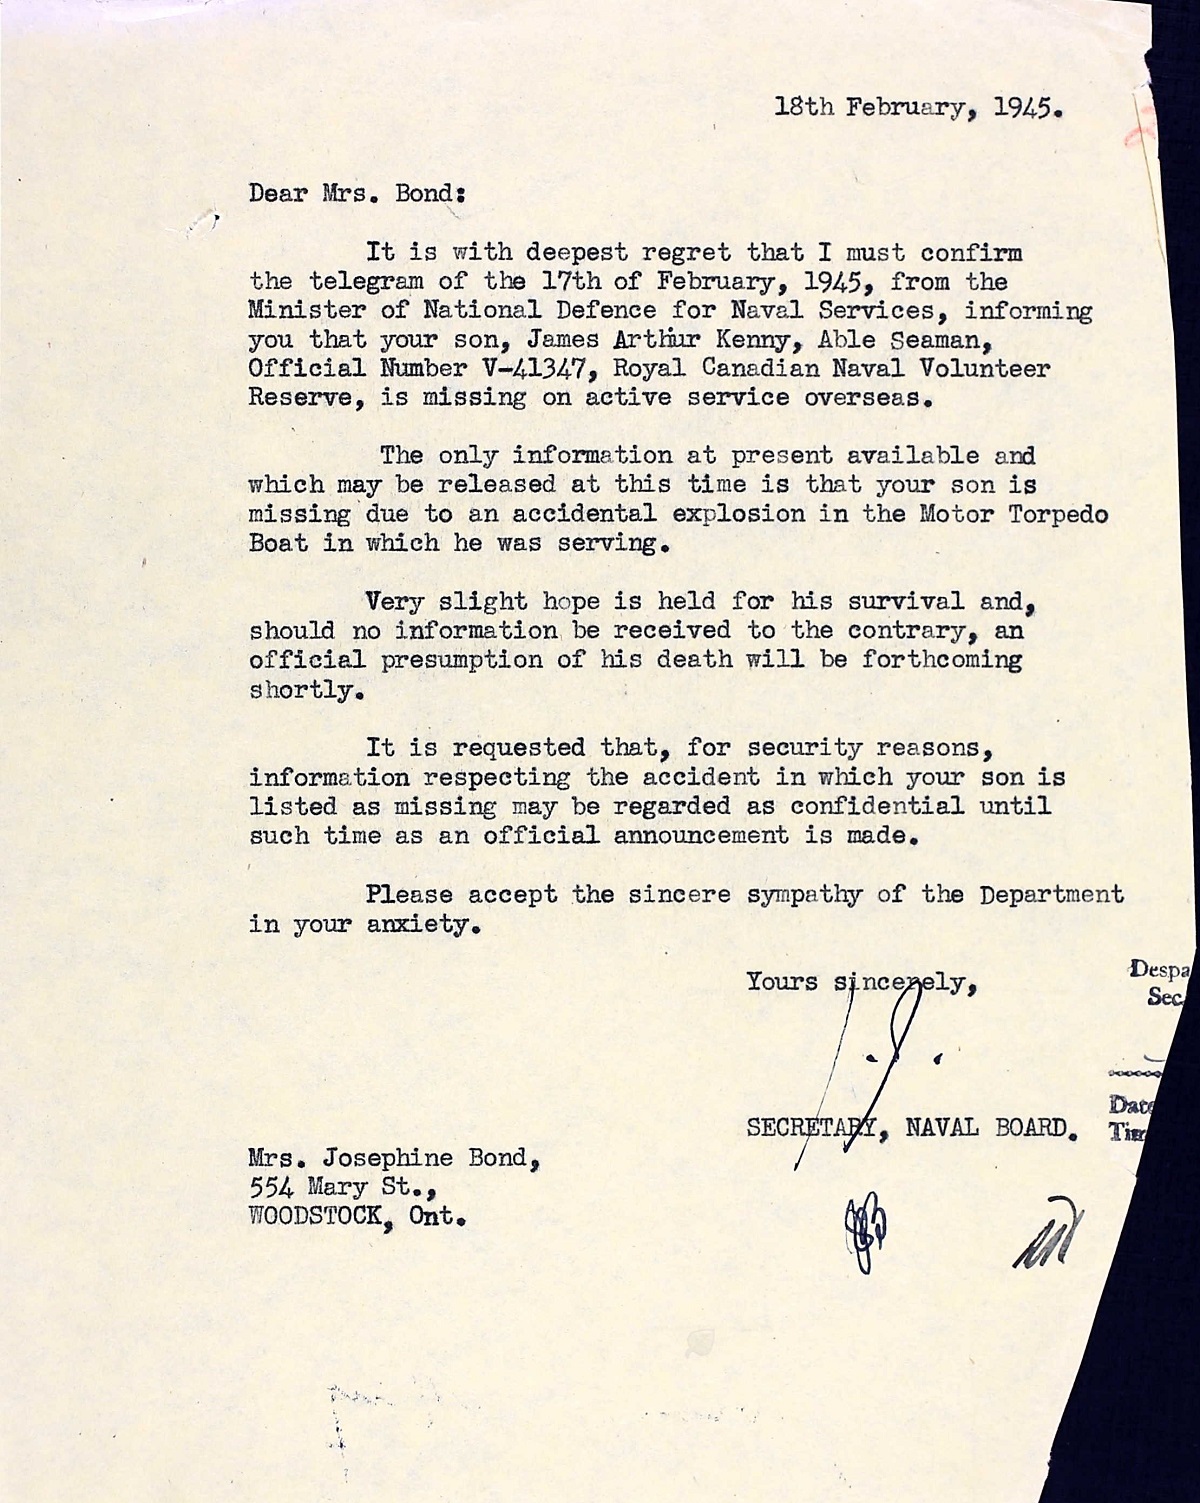 18th February, 1945.
Dear Mrs. Bond:
It is with deepest regret that I must confirm
the telegram of the 17th of February, 1945, from the
Minister of National Defence for Naval Services, informing
you that your son, James Arthur Kenny, Able Seaman,
Official Number V-41347, Royal Canadian Naval Volunteer
Reserve, is missing on active service overseas.
The only information at present available and
which may be released at this time is that your son is
missing due to an accidental explosion in the Motor Torpedo
Boat in which he was serving.
Very slight hope is held for his survival and,
should no information be received to the contrary, an
official presumption of his death will be forthcoming
shortly.
It is requested that, for security reasons,
information respecting the accident in which your son is
listed as missing may be regarded as confidential until
such time as an official announcement is made.
Please accept the sincere sympathy of the Department
in your anxiety.
Yours sincerely,
Despa
Sec.
SECRETARY, NAVAL BOARD.
Date
Tim
Mrs. Josephine Bond,
554 Mary St.,
WOODSTOCK, Ont.